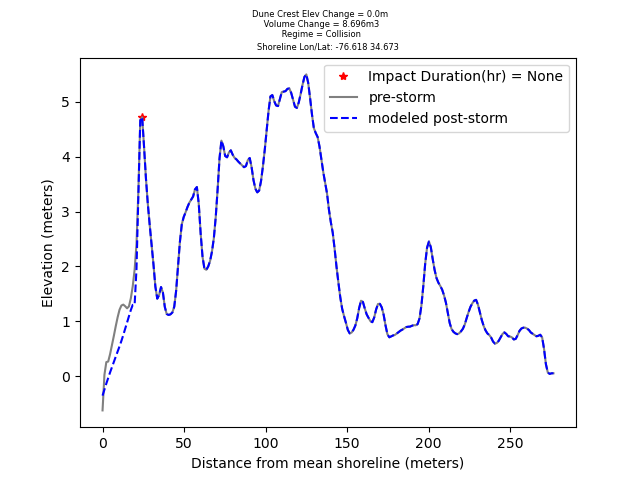 Dune Crest Elev Change = 0.0m
Volume Change = 8.696m3
Regime = Collision
Shoreline Lon/Lat: -76.618 34.673
Impact Duration(hr) = None
pre-storm
modeled post-storm
Elevation (meters)
5
4
3
2
1
0
0 50 100 150 200 250
Distance from mean shoreline (meters)